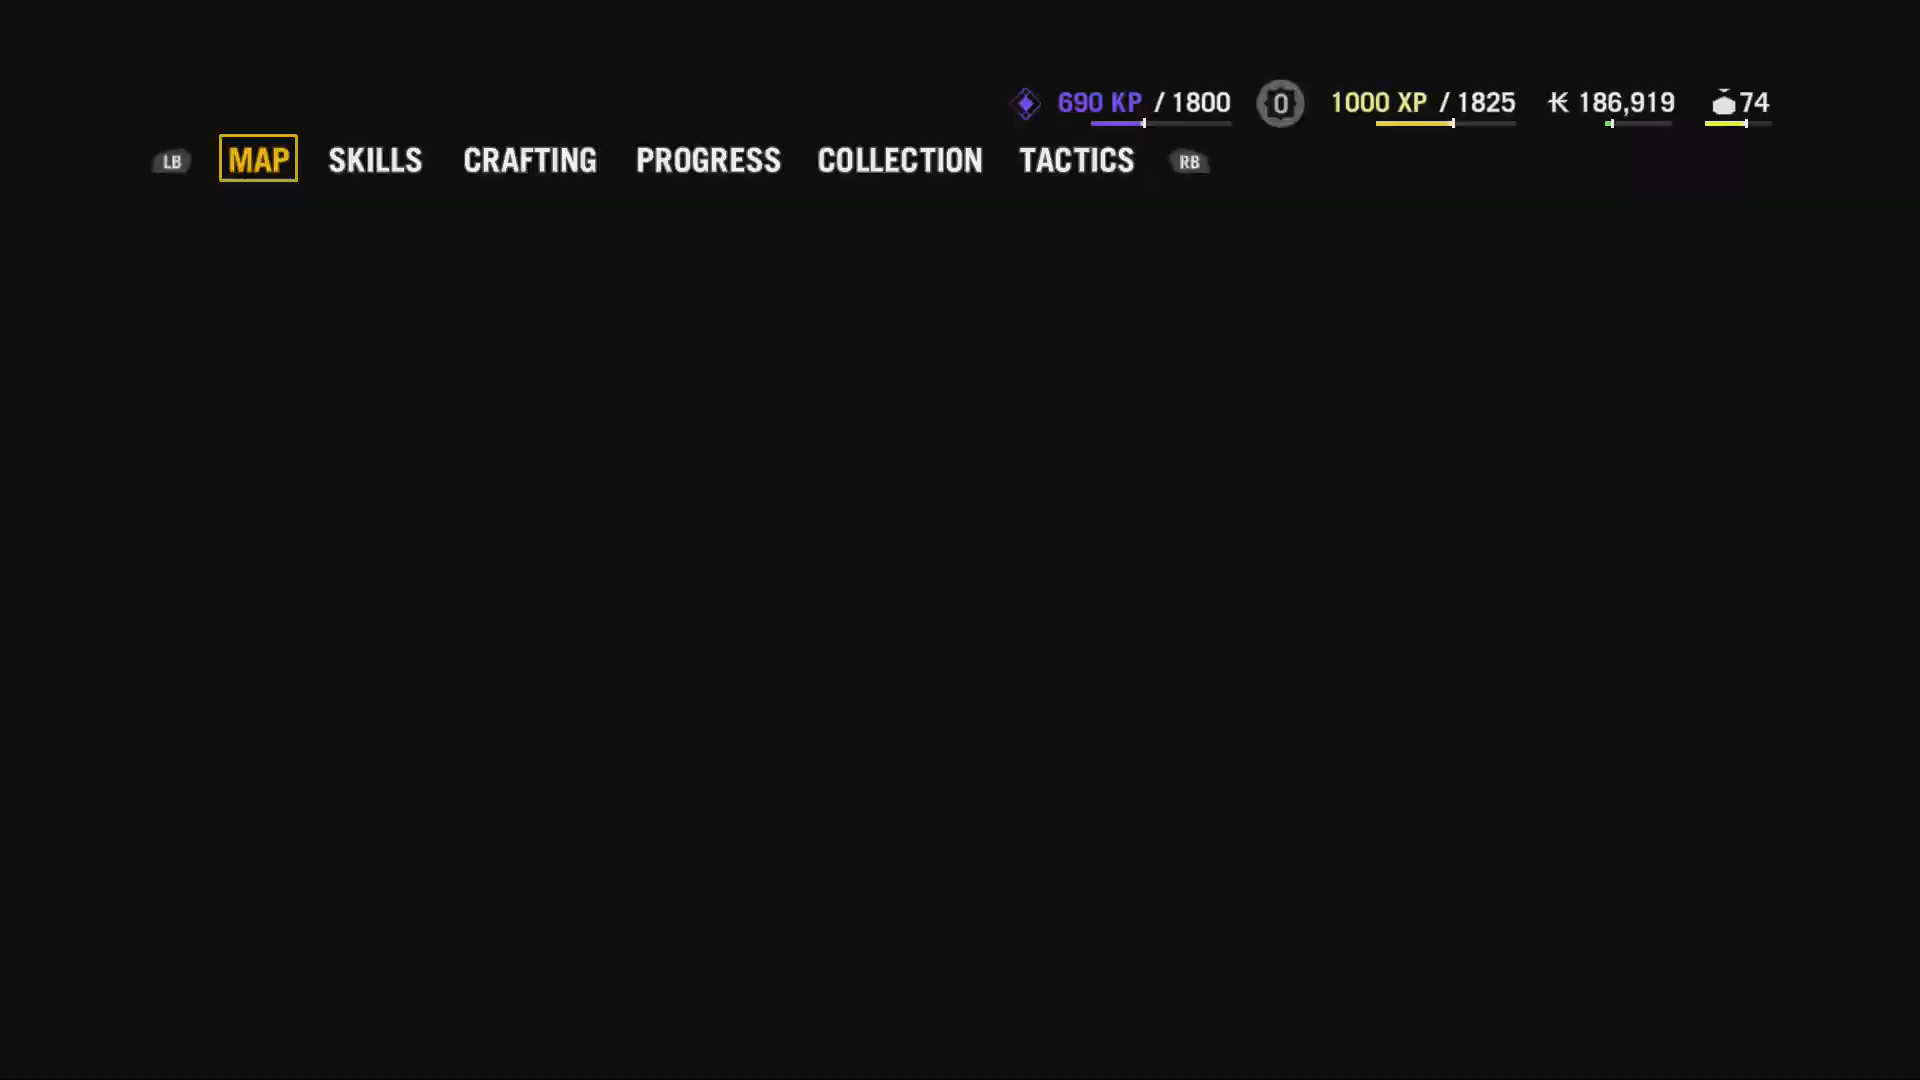 690 KP / 1800 0 1000 XP / 1825 K 186,919 74
LB MAP SKILLS CRAFTING PROGRESS COLLECTION TACTICS RB